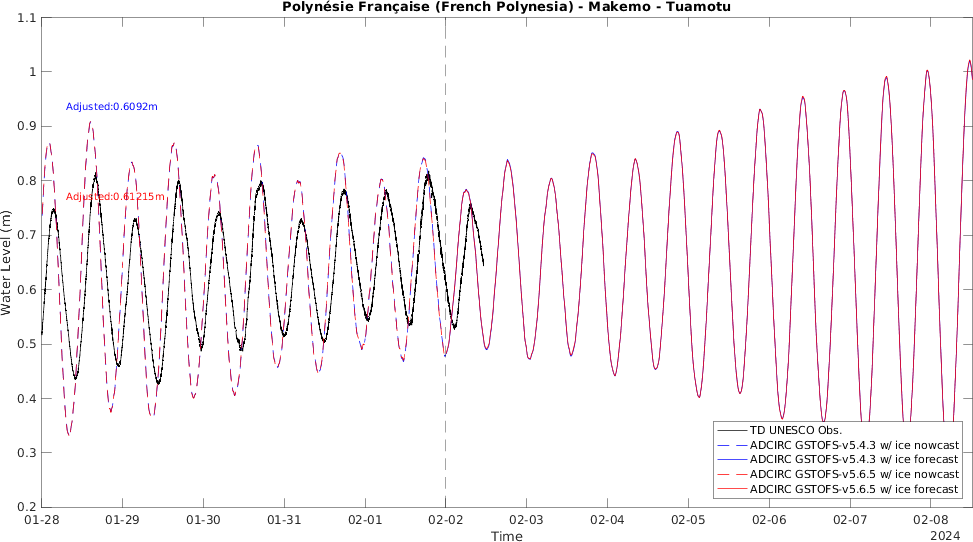 Polynésie Française (French Polynesia) - Makemo - Tuamotu
1.1
1
0.9
0.8
0.7
0.6
0.5
0.4
0.3
0.2
Water Level (m)
Adjusted:0.6092m
Adjusted:0.61215m
TD UNESCO Obs.
ADCIRC GSTOFS-v5.4.3 w/ ice nowcast
ADCIRC GSTOFS-v5.4.3 w/ ice forecast
ADCIRC GSTOFS-v5.6.5 w/ ice nowcast
ADCIRC GSTOFS-v5.6.5 w/ ice forecast
01-28 01-29 01-30 01-31 02-01 02-02 02-03 02-04 02-05 02-06 02-07 02-08
Time
2024